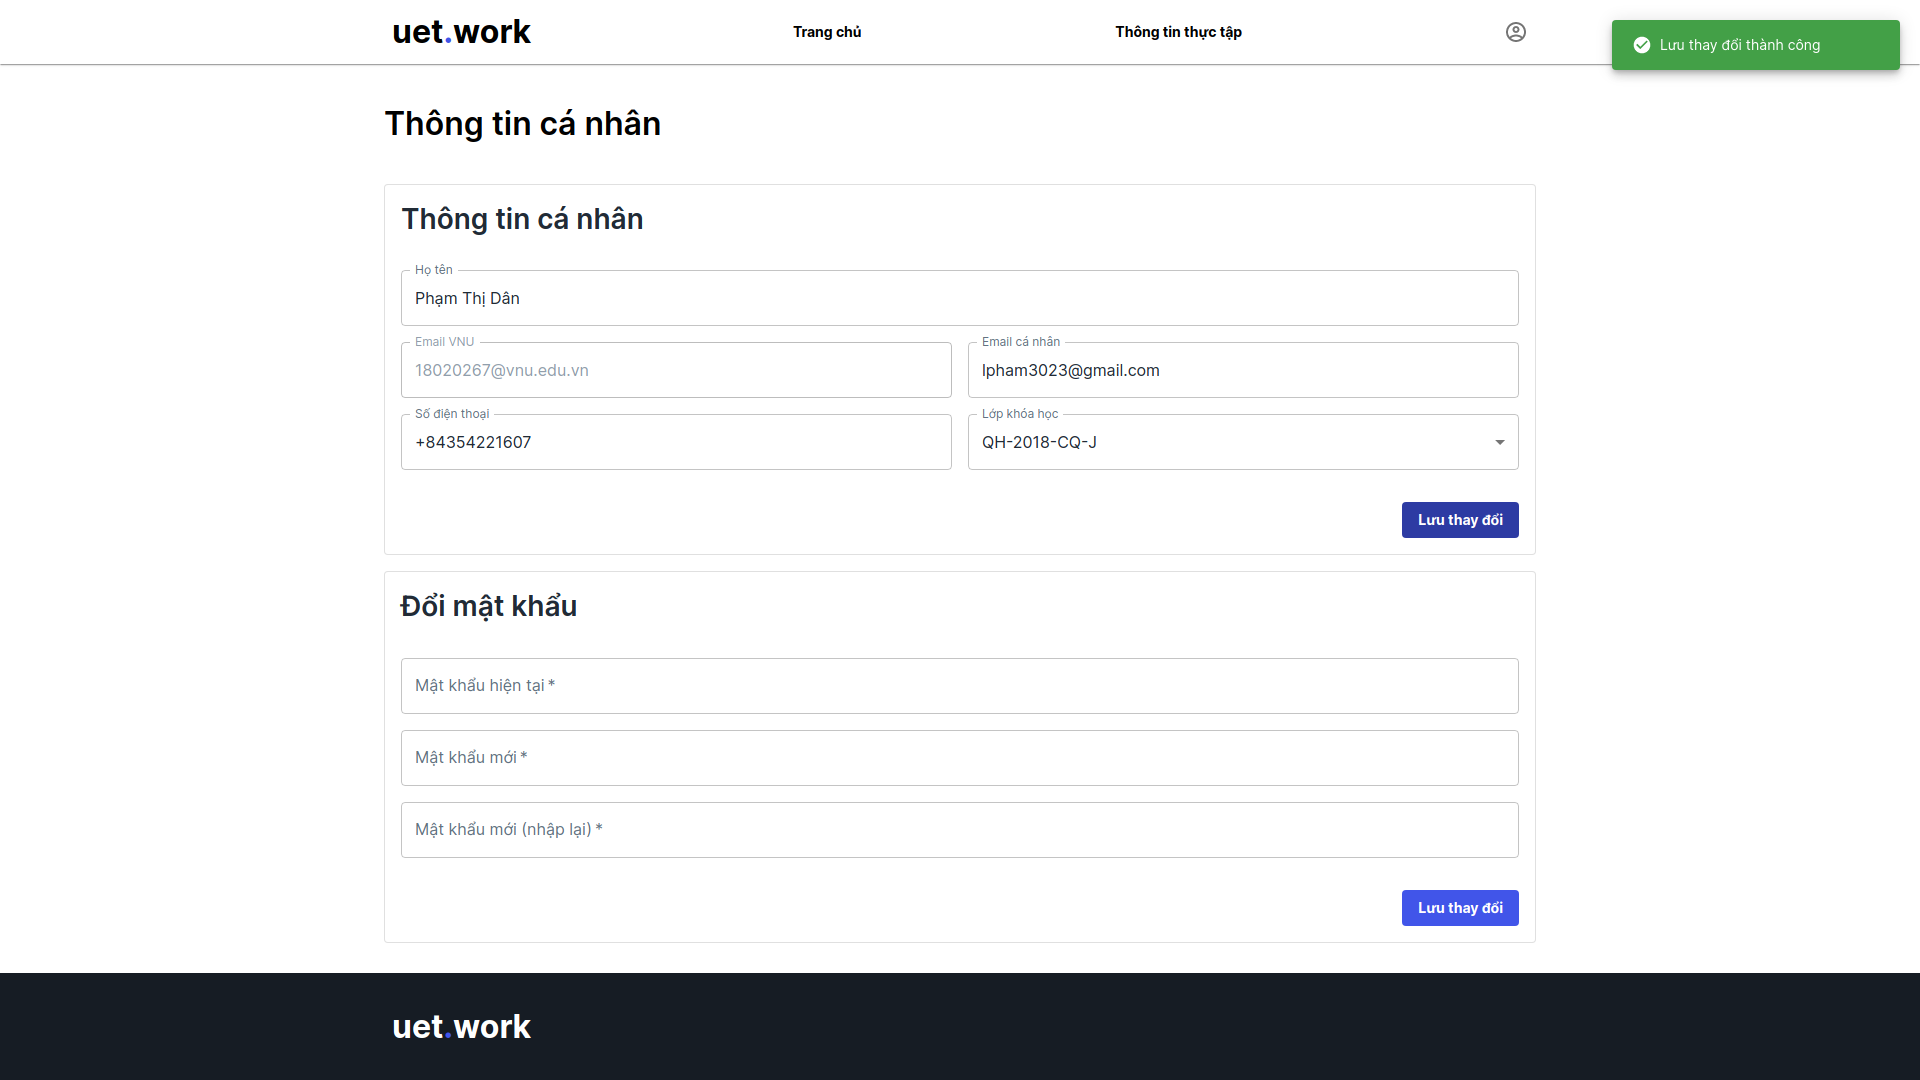 uet.work
Trang chủ
Thông tin thực tập
Lưu thay đổi thành công
Thông tin cá nhân
Thông tin cá nhân
Họ tên
Phạm Thị Dân
Email VNU
Email cá nhân
18020267@vnu.edu.vn
lpham3023@gmail.com
Số điện thoại
Lớp khóa học
+84354221607
QH-2018-CQ-J
Lưu thay đổi
Đổi mật khẩu
Mật khẩu hiện tại *
Mật khẩu mới *
Mật khẩu mới (nhập lại) *
Lưu thay đổi
uet.work